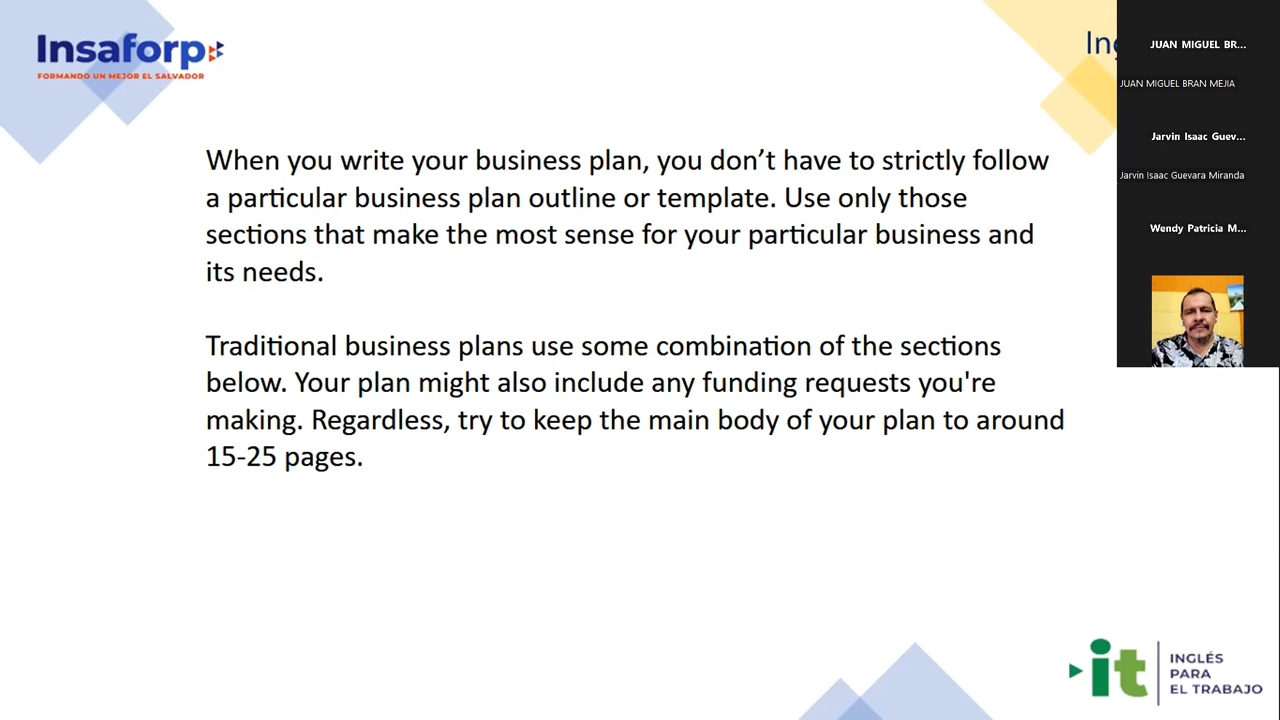 Insaforp
FORMANDO UN MEJOR EL SALVADOR
When you write your business plan, you don’t have to strictly follow
a particular business plan outline or template. Use only those
sections that make the most sense for your particular business and
its needs.
Traditional business plans use some combination of the sections
below. Your plan might also include any funding requests you're
making. Regardless, try to keep the main body of your plan to around
15-25 pages.
JUAN MIGUEL BR...
JUAN MIGUEL BRAN MEJIA
Jarvin Isaac Guev...
Jarvin Isaac Guevara Miranda
Wendy Patricia M...
it
INGLÉS
PARA
EL TRABAJO